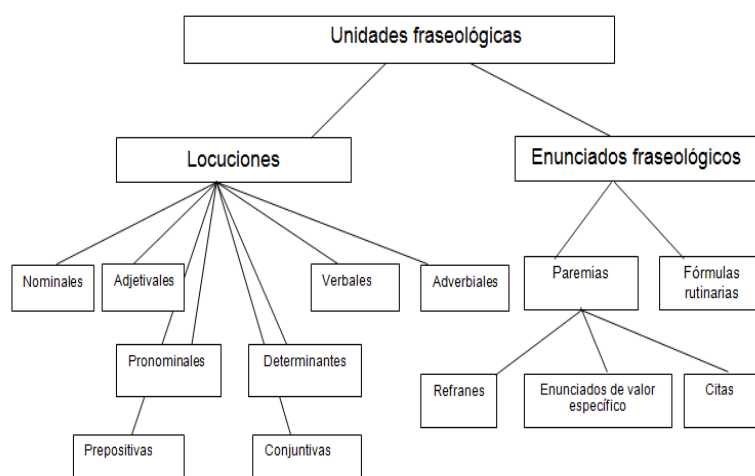 Unidades fraseológicas
Locuciones
Enunciados fraseológicos
Nominales
Adjetivales
Verbales
Adverbiales
Paremias
Fórmulas
rutinarias
Pronominales
Determinantes
Refranes
Enunciados de valor
específico
Citas
Prepositivas
Conjuntivas